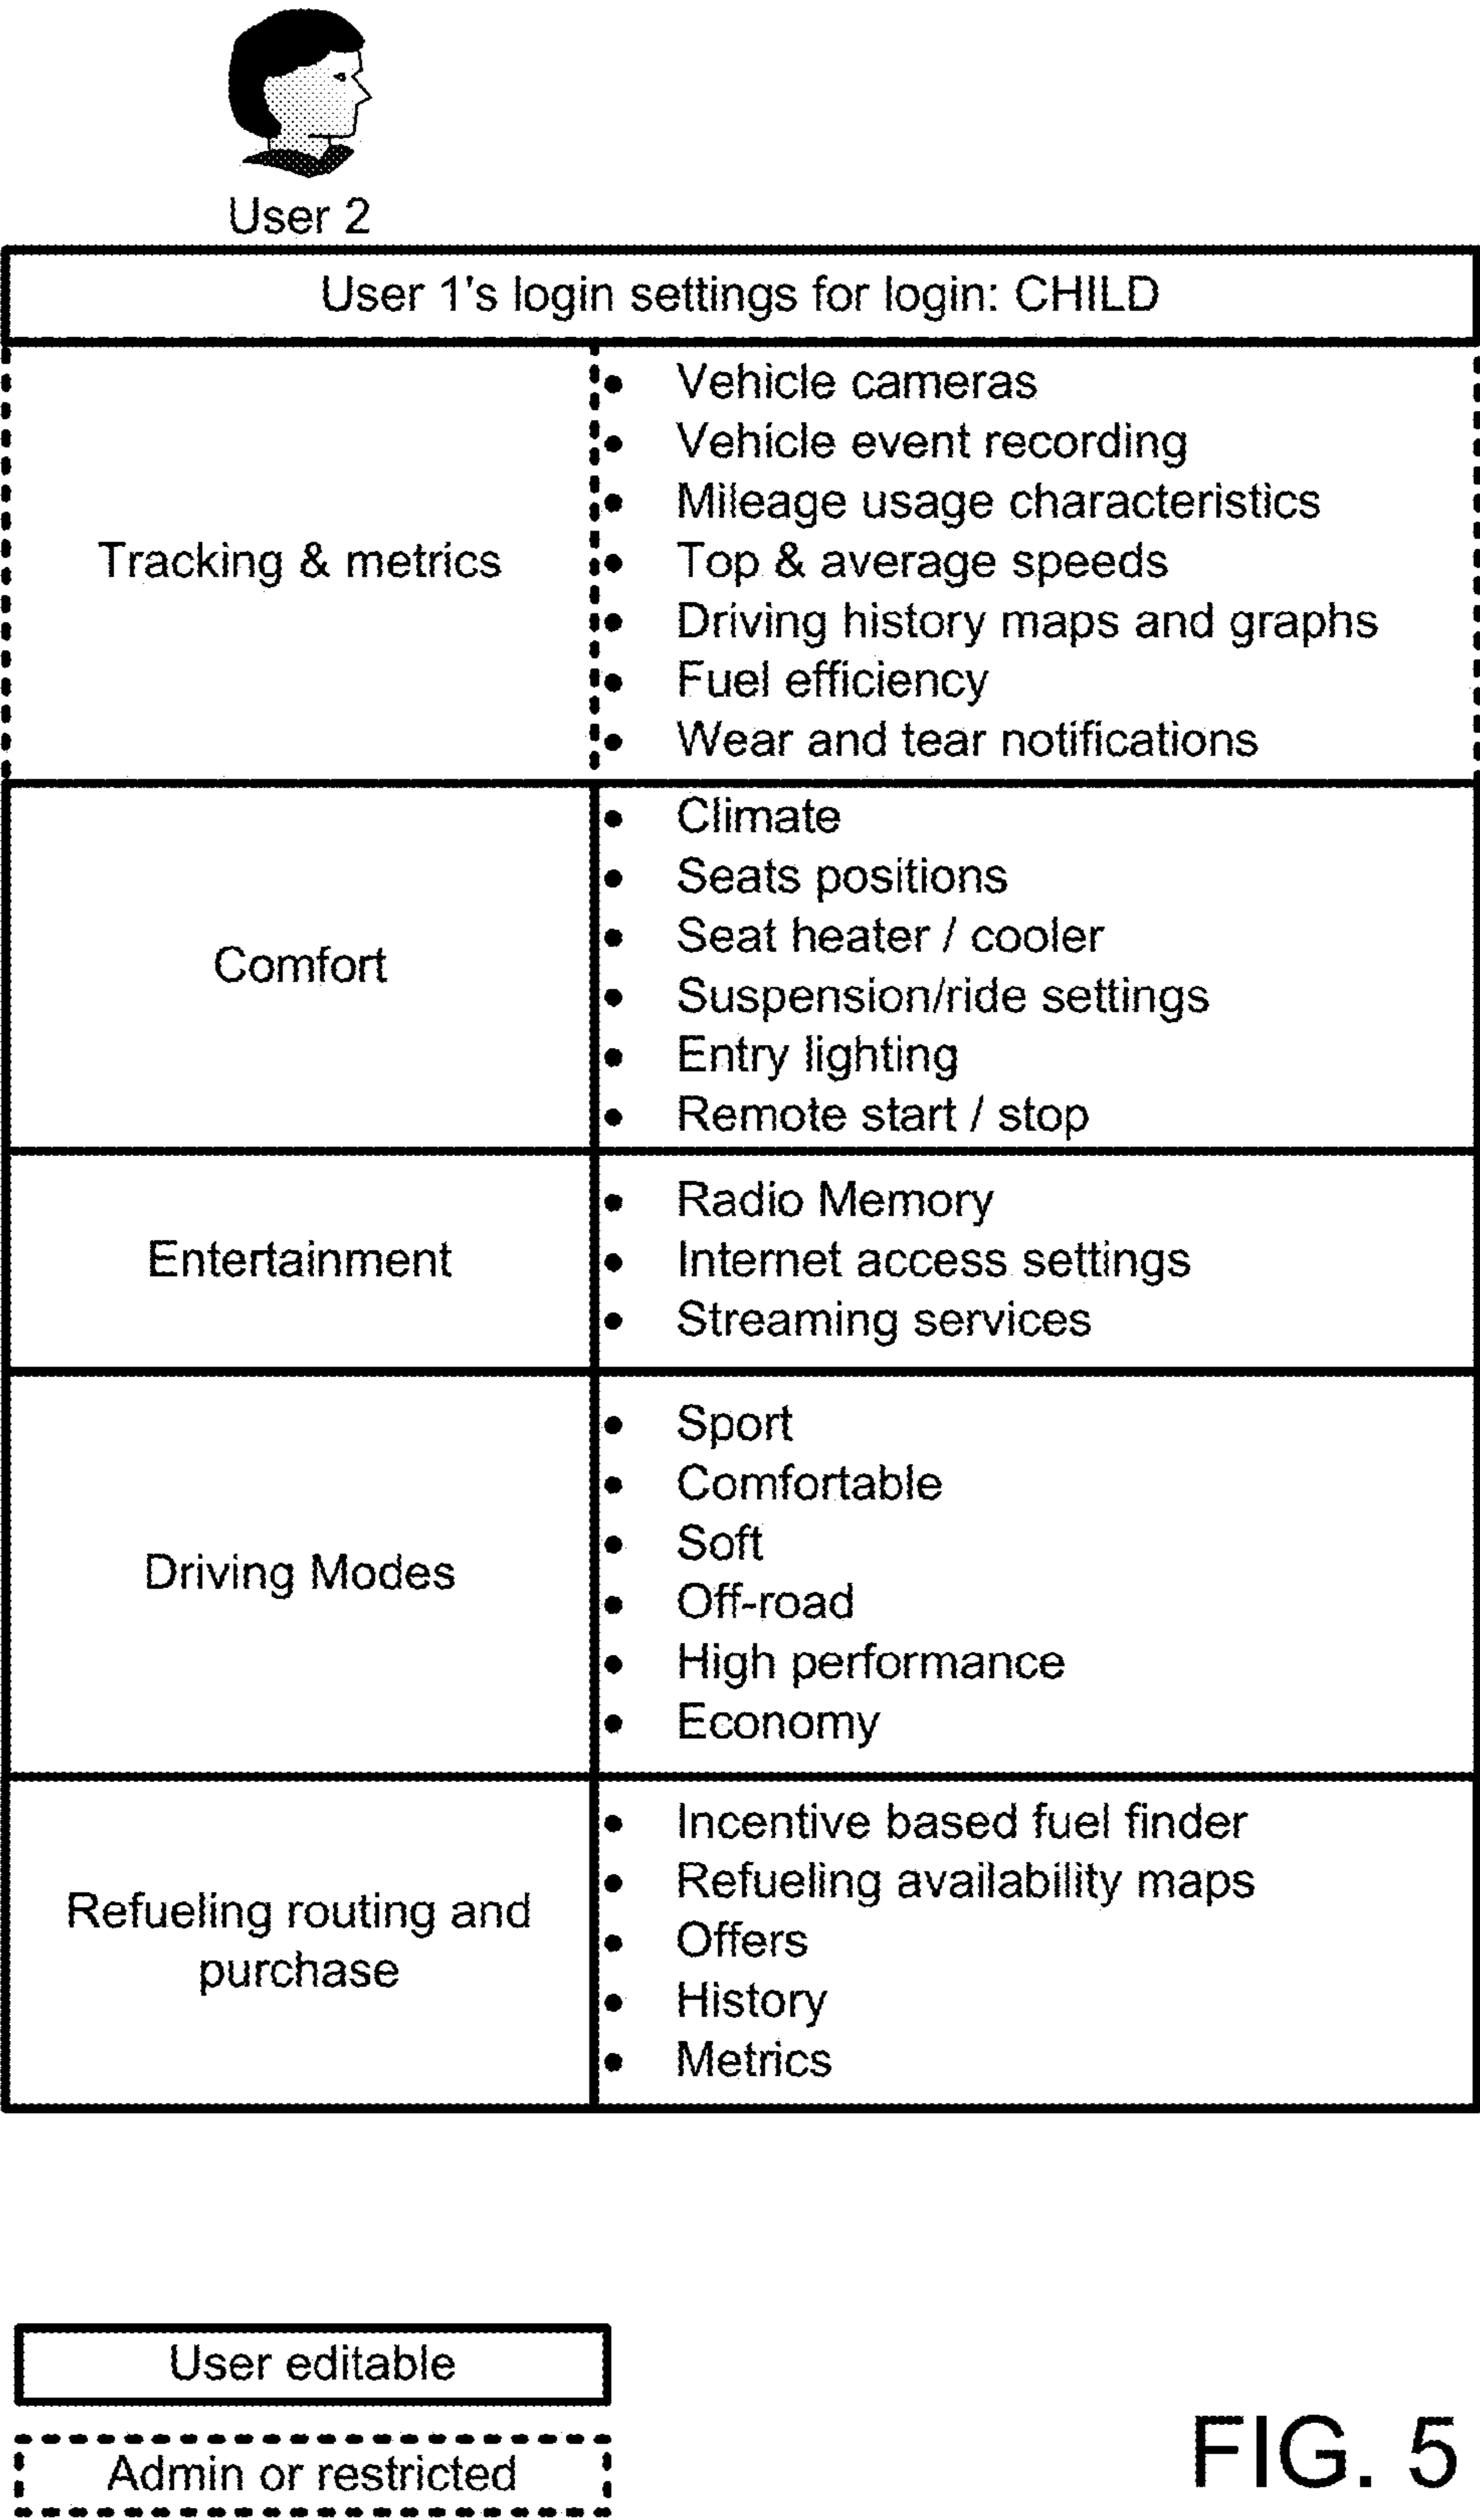 User 2
User 1's login settings for login: CHILD
Tracking & metrics
• Vehicle cameras
• Vehicle event recording
• Mileage usage characteristics
• Top & average speeds
• Driving history maps and graphs
• Fuel efficiency
• Wear and tear notifications
Comfort
• Climate
• Seats positions
• Seat heater / cooler
• Suspension/ride settings
• Entry lighting
• Remote start / stop
Entertainment
• Radio Memory
• Internet access settings
• Streaming services
Driving Modes
• Sport
• Comfortable
• Soft
• Off-road
• High performance
• Economy
Refueling routing and
purchase
• Incentive based fuel finder
• Refueling availability maps
• Offers
• History
• Metrics
User editable
Admin or restricted
FIG. 5